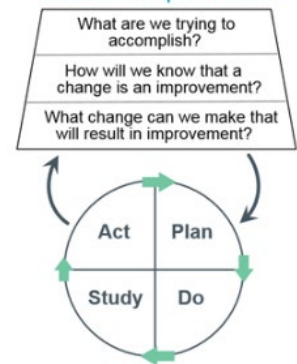 What are we trying to
accomplish?
How will we know that a
change is an improvement?
What change can we make that
will result in improvement?
Act
Plan
Study
Do